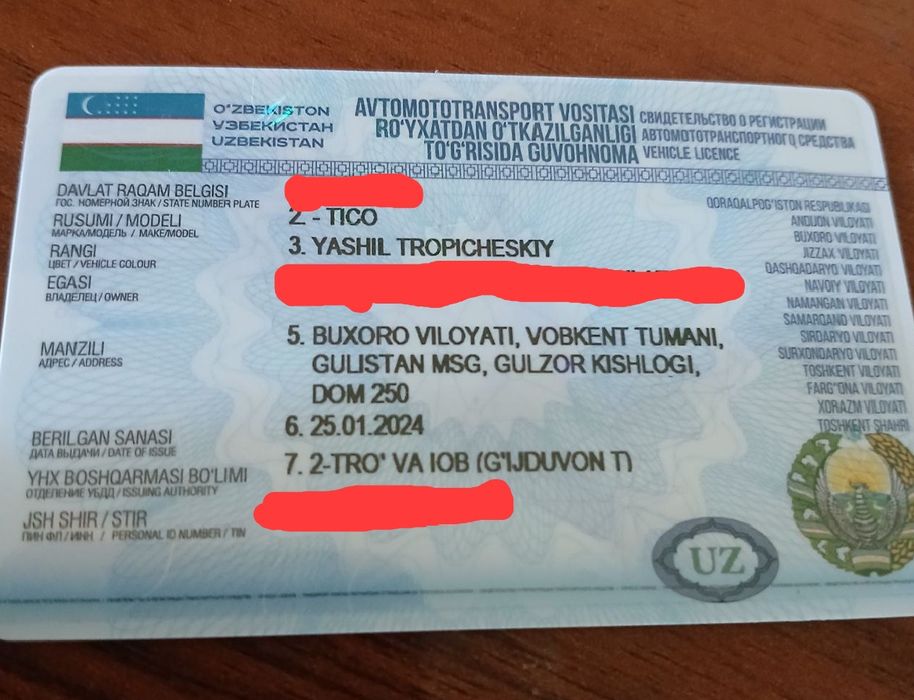 O'ZBEKISTON
ЎЗБЕКИСТАН
UZBEKISTAN
AVTOMOTOTRANSPORT VOSITASI
RO'YXATDAN O'TKAZILGANLIGI
TO'G'RISIDA GUVOHNOMA
СВИДЕТЕЛЬСТВО О РЕГИСТРАЦИИ
АВТОМОТОТРАНСПОРТНОГО СРЕДСТВА
VEHICLE LICENCE
DAVLAT RAQAM BELGISI
ГОС. НОМЕРНОЙ ЗНАК / STATE NUMBER PLATE
RUSUMI / MODELI
МАРКА/МОДЕЛЬ / MAKE/MODEL
2. - TICO
RANGI
ЦВЕТ / VEHICLE COLOUR
3. YASHIL TROPICHESKIY
EGASI
ВЛАДЕЛЕЦ / OWNER
MANZILI
АДРЕС / ADDRESS
5. BUXORO VILOYATI, VOBKENT TUMANI,
GULISTAN MSG, GULZOR KISHLOGI,
DOM 250
BERILGAN SANASI
ДАТА ВЫДАЧИ / DATE OF ISSUE
6. 25.01.2024
YHX BOSHQARMASI BO'LIMI
ОТДЕЛЕНИЕ УБДД / ISSUING AUTHORITY
7. 2-TRO' VA IOB (G'IJDUVON T)
JSH SHIR / STIR
ПИН ФЛ / ИНН / PERSONAL ID NUMBER / TIN
QORAQALPOG'ISTON RESPUBLIKASI
ANDIJON VILOYATI
BUXORO VILOYATI
JIZZAX VILOYATI
QASHQADARYO VILOYATI
NAVOIY VILOYATI
NAMANGAN VILOYATI
SAMARQAND VILOYATI
SIRDARYO VILOYATI
SURXONDARYO VILOYATI
TOSHKENT VILOYATI
FARG'ONA VILOYATI
XORAZM VILOYATI
TOSHKENT SHAHRI
UZ